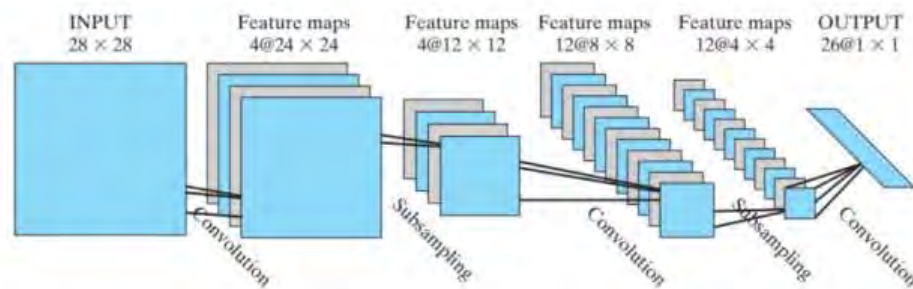 INPUT
28 × 28
Feature maps
4@24 × 24
Feature maps
4@12 × 12
Feature maps
12@8 × 8
Feature maps
12@4 × 4
OUTPUT
26@1 × 1
Convolution
Subsampling
Convolution
Subsampling
Convolution